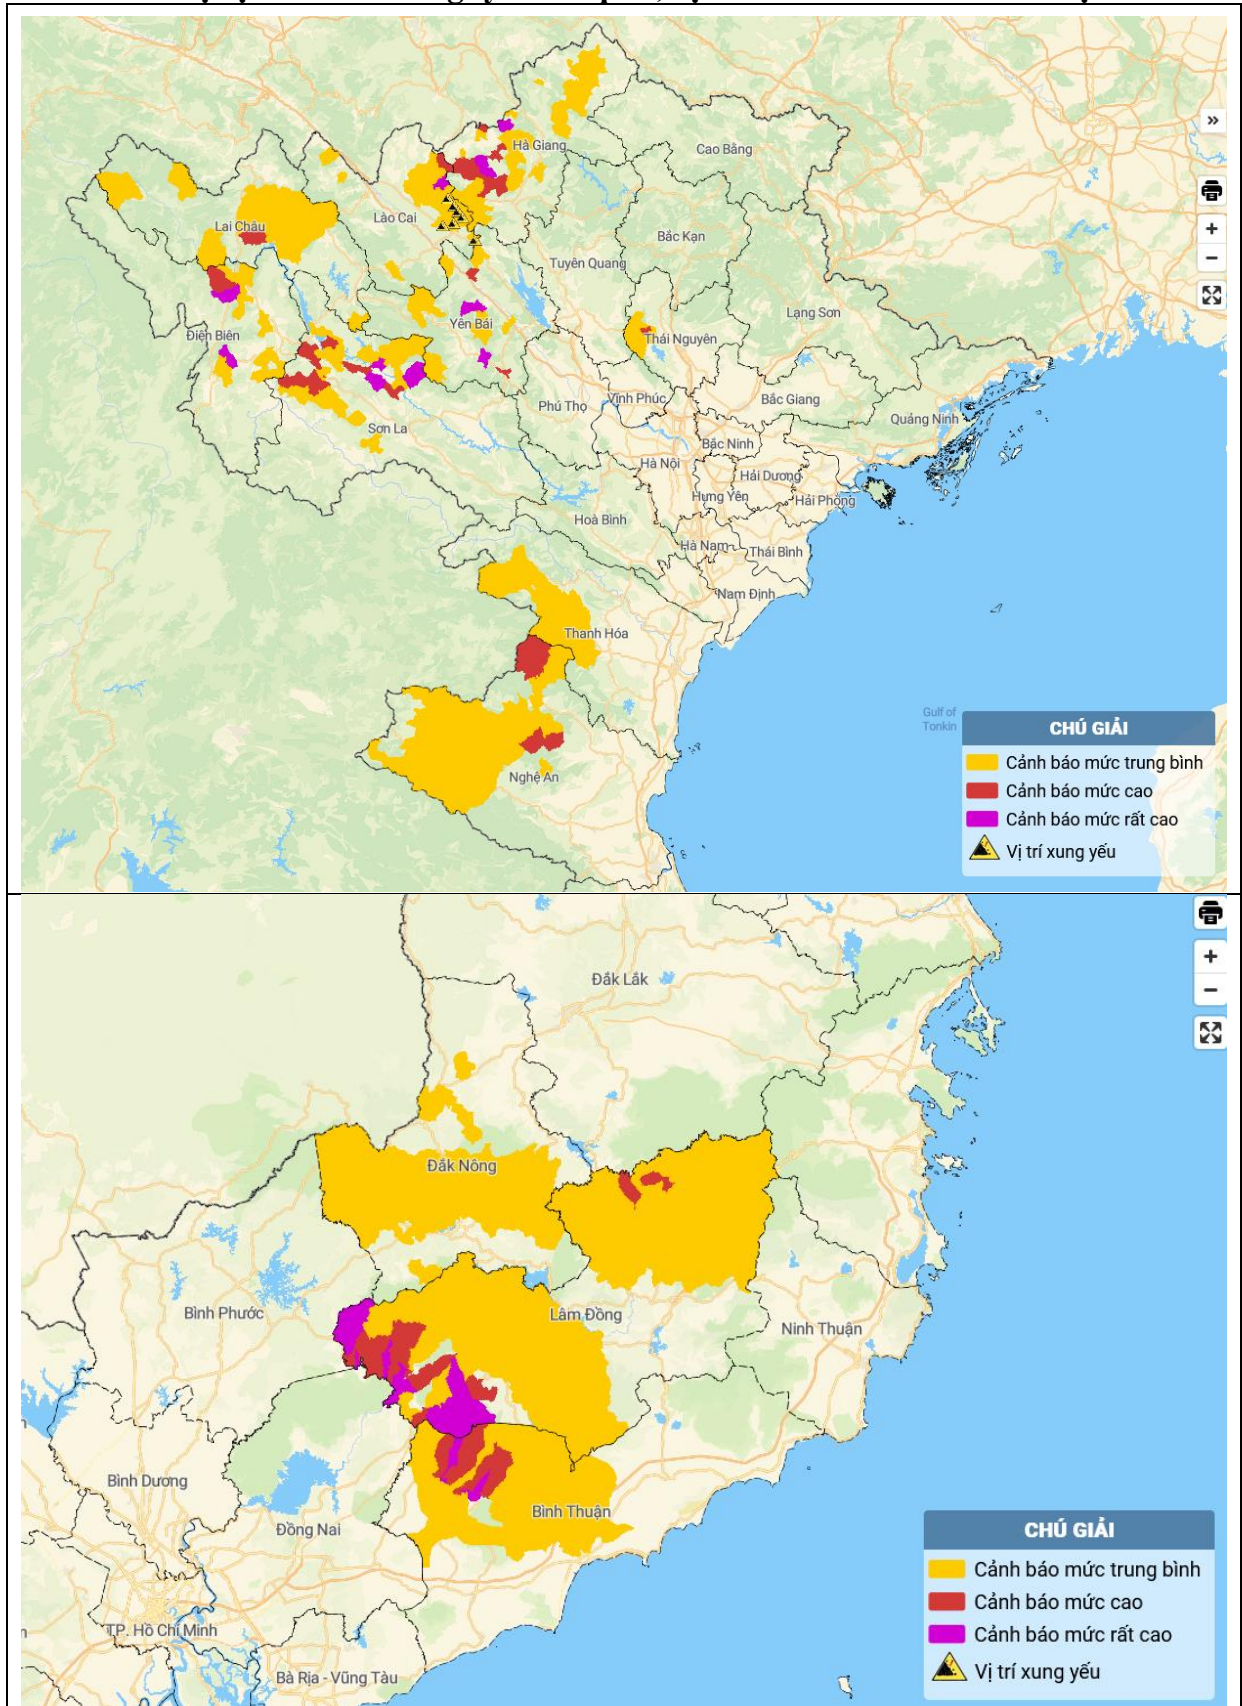 »
Hà Giang
Cao Bằng
Lào Cai
Lai Châu
+
Bắc Kạn
−
Tuyên Quang
Lạng Sơn
Yên Bái
Điện Biên
Thái Nguyên
Phú Thọ
Vĩnh Phúc
Bắc Giang
Quảng Ninh
Sơn La
Bắc Ninh
Hà Nội
Hải Dương
Hưng Yên
Hải Phòng
Hoà Bình
Hà Nam
Thái Bình
Nam Định
Thanh Hóa
Gulf of
Tonkin
Nghệ An
CHÚ GIẢI
Cảnh báo mức trung bình
Cảnh báo mức cao
Cảnh báo mức rất cao
Vị trí xung yếu
+
Đắk Lắk
−
Đắk Nông
Bình Phước
Lâm Đồng
Ninh Thuận
Bình Dương
Bình Thuận
Đồng Nai
TP. Hồ Chí Minh
Bà Rịa - Vũng Tàu
CHÚ GIẢI
Cảnh báo mức trung bình
Cảnh báo mức cao
Cảnh báo mức rất cao
Vị trí xung yếu